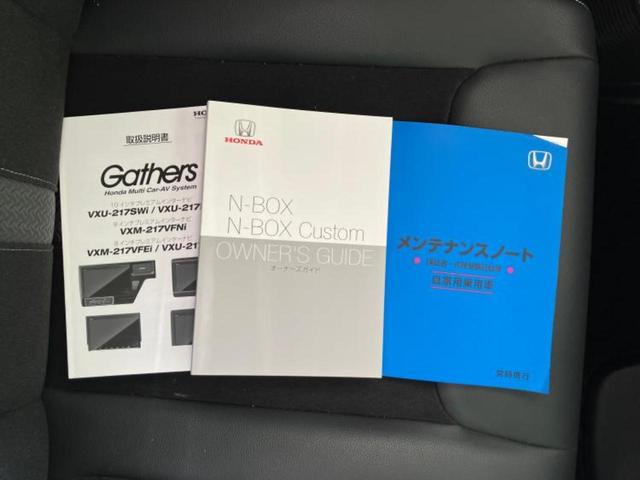 取扱説明書
Gathers
Honda Multi Car-AV System
10インチプレミアムインターナビ
VXU-217SWi / VXU-217
9インチプレミアムインターナビ
VXM-217VFNi
8インチプレミアムインターナビ
VXM-217VFEi / VXU-21
HONDA
N-BOX
N-BOX Custom
OWNER'S GUIDE
オーナーズガイド
メンテナンスノート
自家用乗用車
常時携行